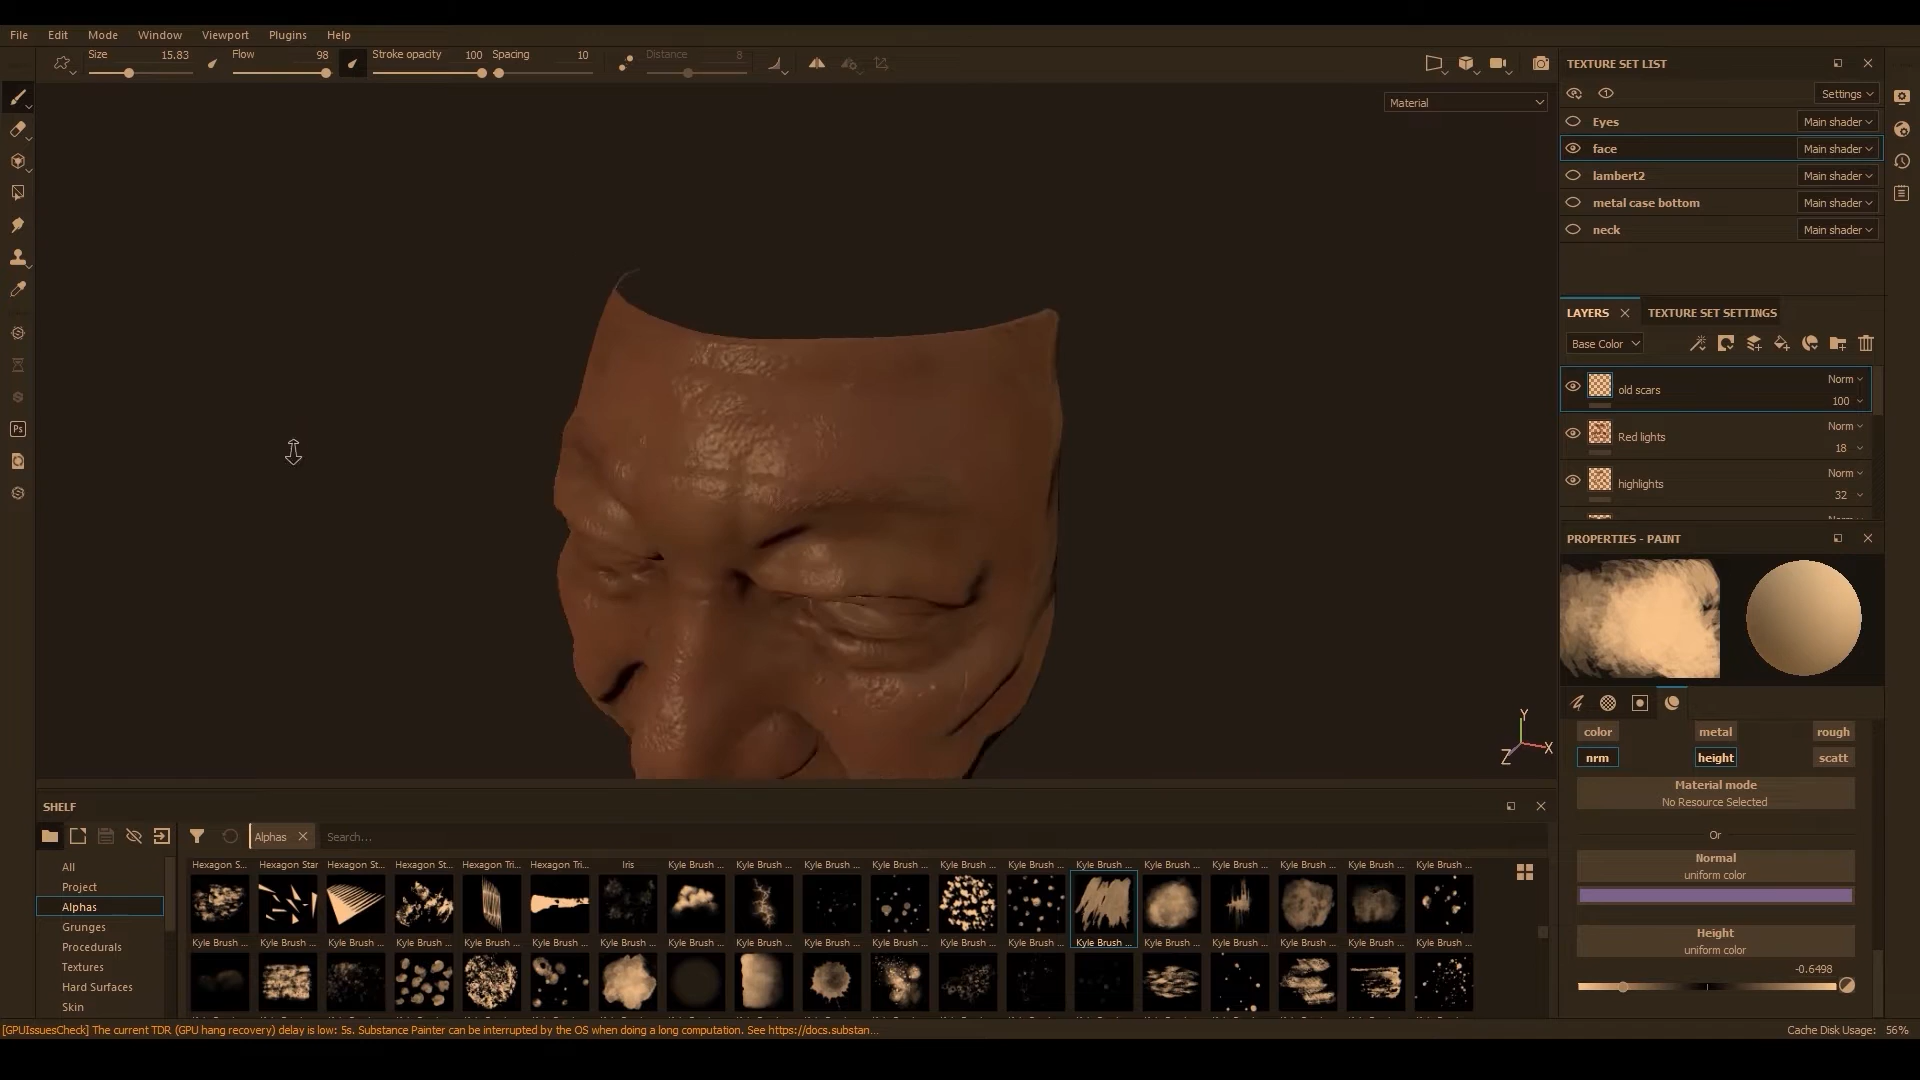 File Edit Mode Window Viewport Plugins Help
Size 15.83 Flow 98 Stroke opacity 100 Spacing 10 Distance 8
Material
TEXTURE SET LIST
Settings
Eyes Main shader
face Main shader
lambert2 Main shader
metal case bottom Main shader
neck Main shader
LAYERS TEXTURE SET SETTINGS
Base Color
old scars Norm
100
Red lights Norm
18
highlights Norm
32
PROPERTIES - PAINT
color metal rough
nrm height scatt
Material mode
No Resource Selected
Or
Normal
uniform color
Height
uniform color
-0.6498
Y
X
Z
Ps
SHELF
Alphas Search...
All
Project
Alphas
Grunges
Procedurals
Textures
Hard Surfaces
Skin
Hexagon S... Hexagon Star Hexagon St... Hexagon St... Hexagon Tri... Hexagon Tri... Iris Kyle Brush ... Kyle Brush ... Kyle Brush ... Kyle Brush ... Kyle Brush ... Kyle Brush ... Kyle Brush ... Kyle Brush ... Kyle Brush ... Kyle Brush ... Kyle Brush ... Kyle Brush ...
Kyle Brush ... Kyle Brush ... Kyle Brush ... Kyle Brush ... Kyle Brush ... Kyle Brush ... Kyle Brush ... Kyle Brush ... Kyle Brush ... Kyle Brush ... Kyle Brush ... Kyle Brush ... Kyle Brush ... Kyle Brush ... Kyle Brush ... Kyle Brush ... Kyle Brush ... Kyle Brush ... Kyle Brush ...
[GPUIssuesCheck] The current TDR (GPU hang recovery) delay is low: 5s. Substance Painter can be interrupted by the OS when doing a long computation. See https://docs.substan...
Cache Disk Usage: 56%